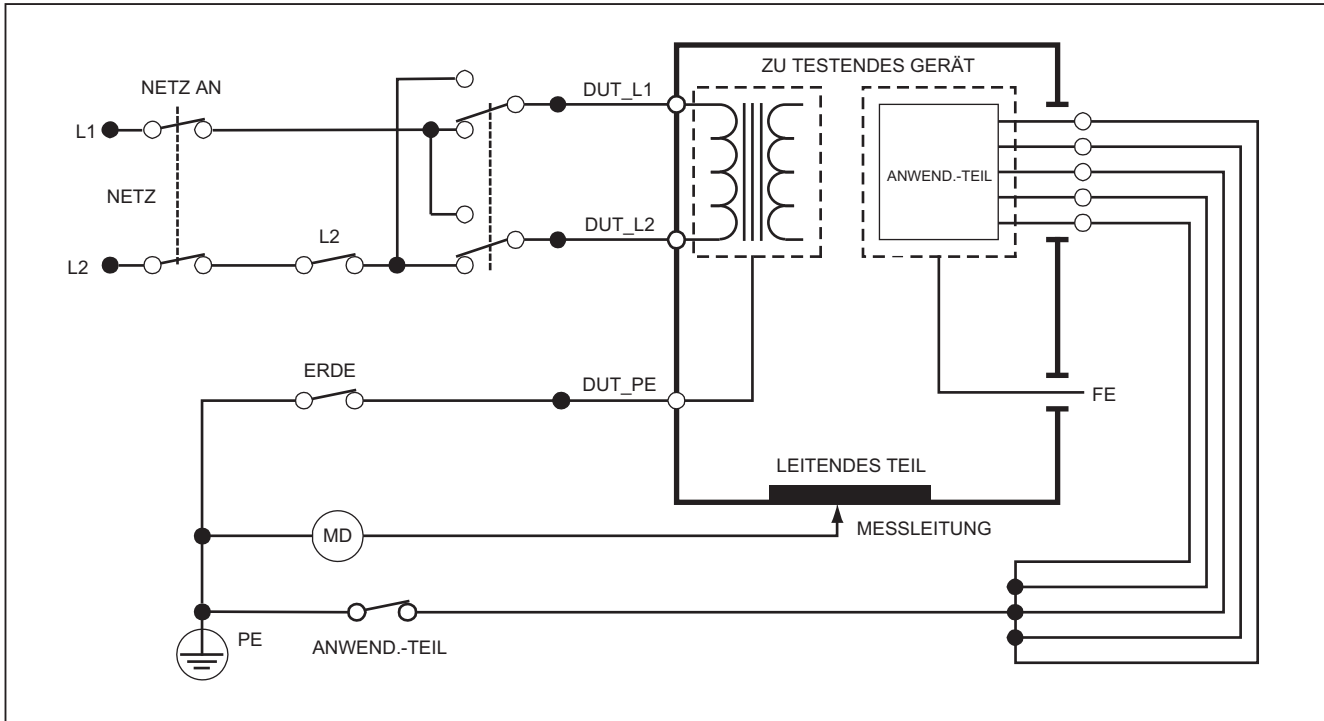 ZU TESTENDES GERÄT
NETZ AN
DUT_L1
L1
ANWEND.-TEIL
NETZ
L2
DUT_L2
L2
ERDE
DUT_PE
FE
LEITENDES TEIL
MD
MESSLEITUNG
PE
ANWEND.-TEIL